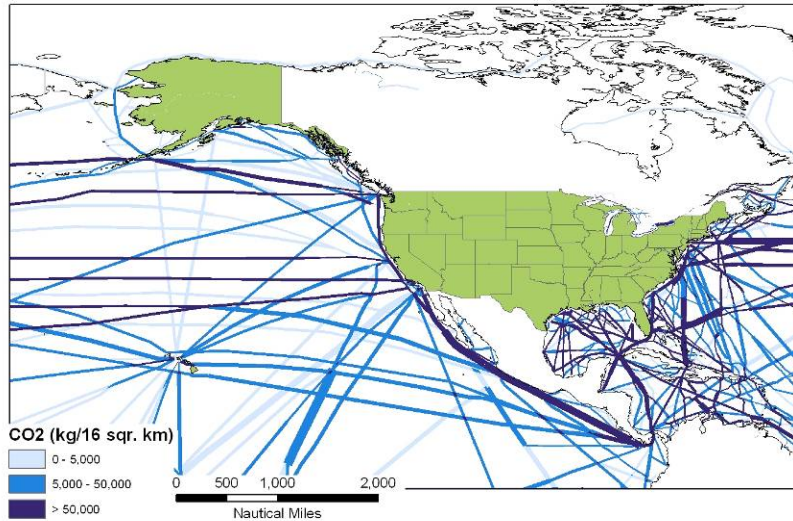 CO2 (kg/16 sqr. km)
0 - 5,000
5,000 - 50,000
> 50,000
0 500 1,000 2,000
Nautical Miles